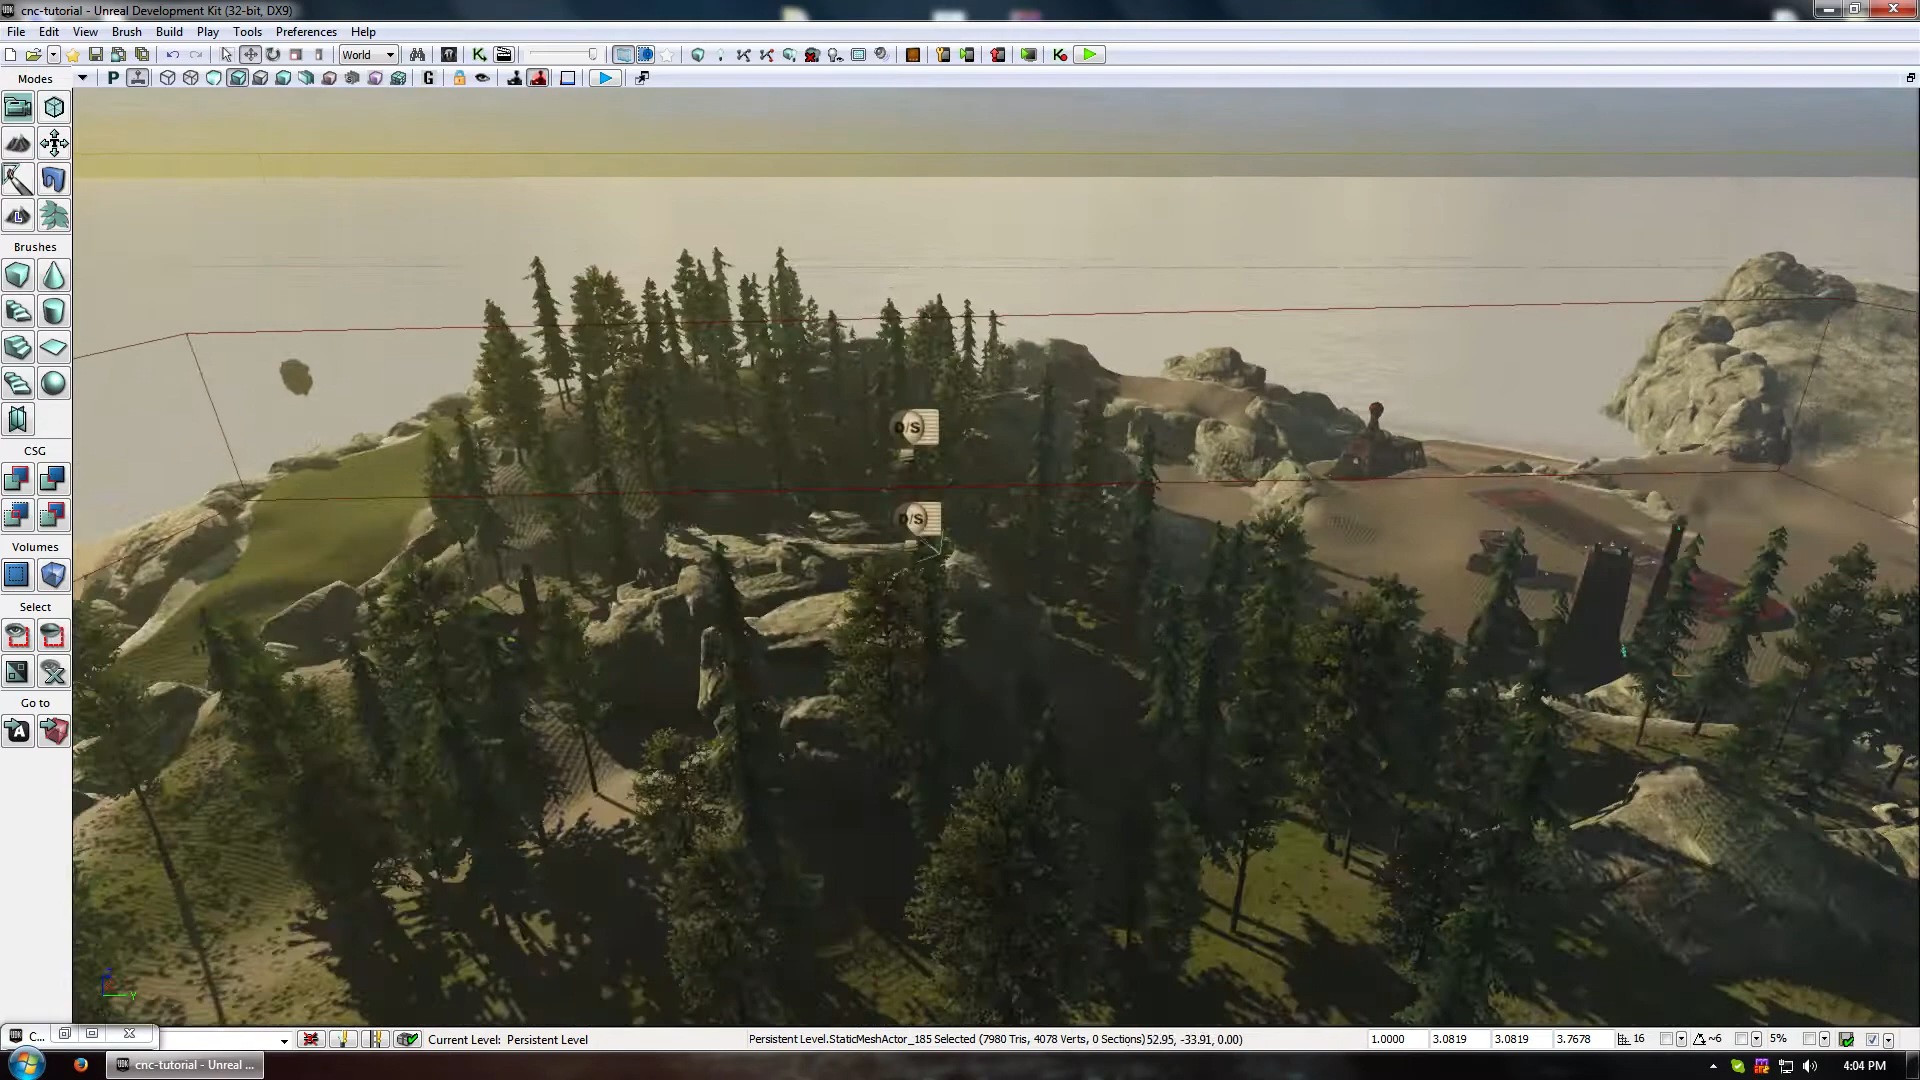 cnc-tutorial - Unreal Development Kit (32-bit, DX9)
File Edit View Brush Build Play Tools Preferences Help
World
Modes
P
G
D/S
D/S
L
Brushes
CSG
Volumes
Select
Go to
A
Y
C...
Current Level: Persistent Level
Persistent Level.StaticMeshActor_185 Selected (7980 Tris, 4078 Verts, 0 Sections) 52.95, -33.91, 0.00)
1.0000 3.0819 3.0819 3.7678 16 ~6 5%
cnc-tutorial - Unreal ...
4:04 PM